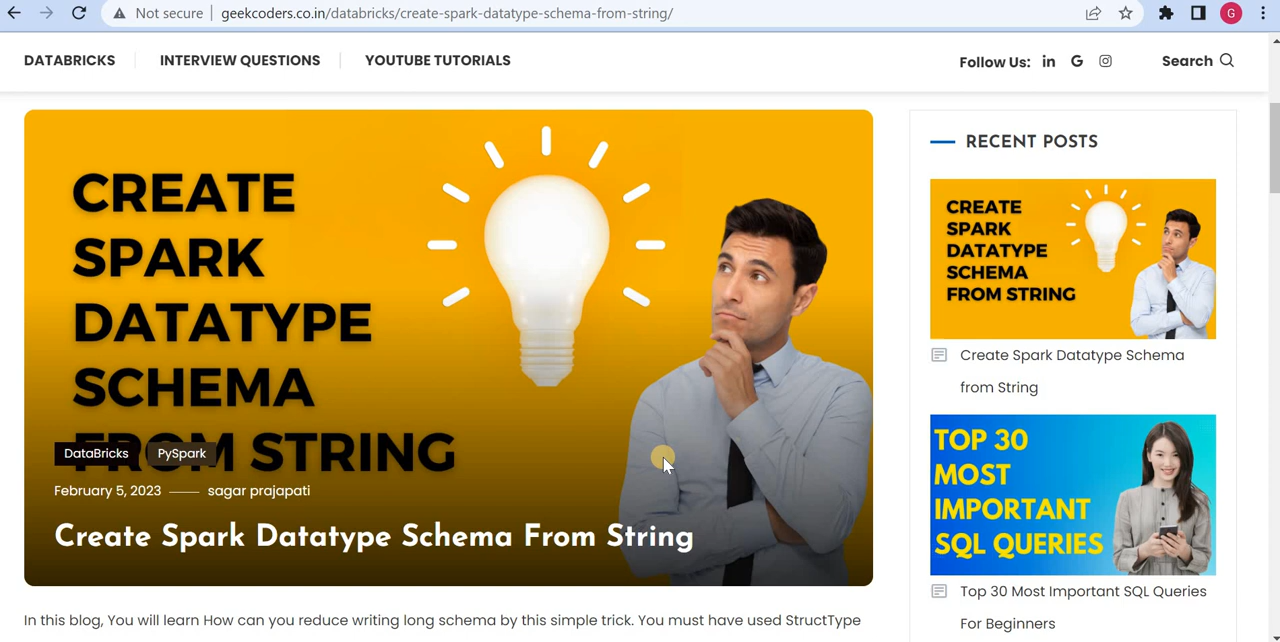 Not secure geekcoders.co.in/databricks/create-spark-datatype-schema-from-string/
G
DATABRICKS INTERVIEW QUESTIONS YOUTUBE TUTORIALS Follow Us: in G Search
CREATE
SPARK
DATATYPE
SCHEMA
FROM STRING
DataBricks PySpark
February 5, 2023 sagar prajapati
Create Spark Datatype Schema From String
In this blog, You will learn How can you reduce writing long schema by this simple trick. You must have used StructType
RECENT POSTS
CREATE
SPARK
DATATYPE
SCHEMA
FROM STRING
Create Spark Datatype Schema
from String
TOP 30
MOST
IMPORTANT
SQL QUERIES
Top 30 Most Important SQL Queries
For Beginners